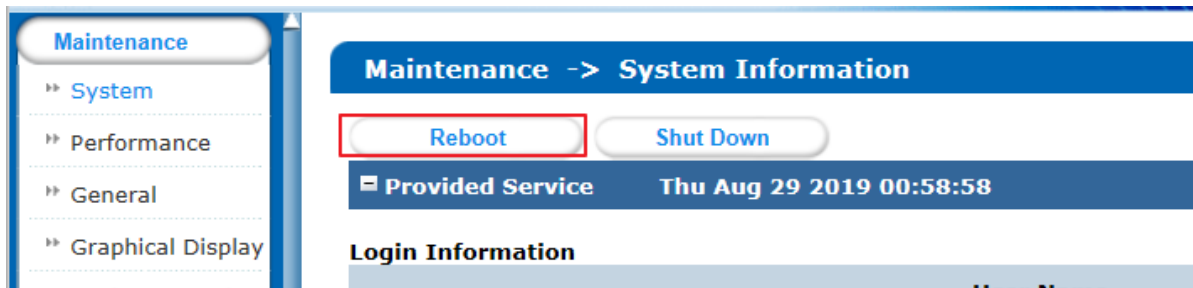 Maintenance
System
Performance
General
Graphical Display
Maintenance -> System Information
Reboot Shut Down
Provided Service Thu Aug 29 2019 00:58:58
Login Information